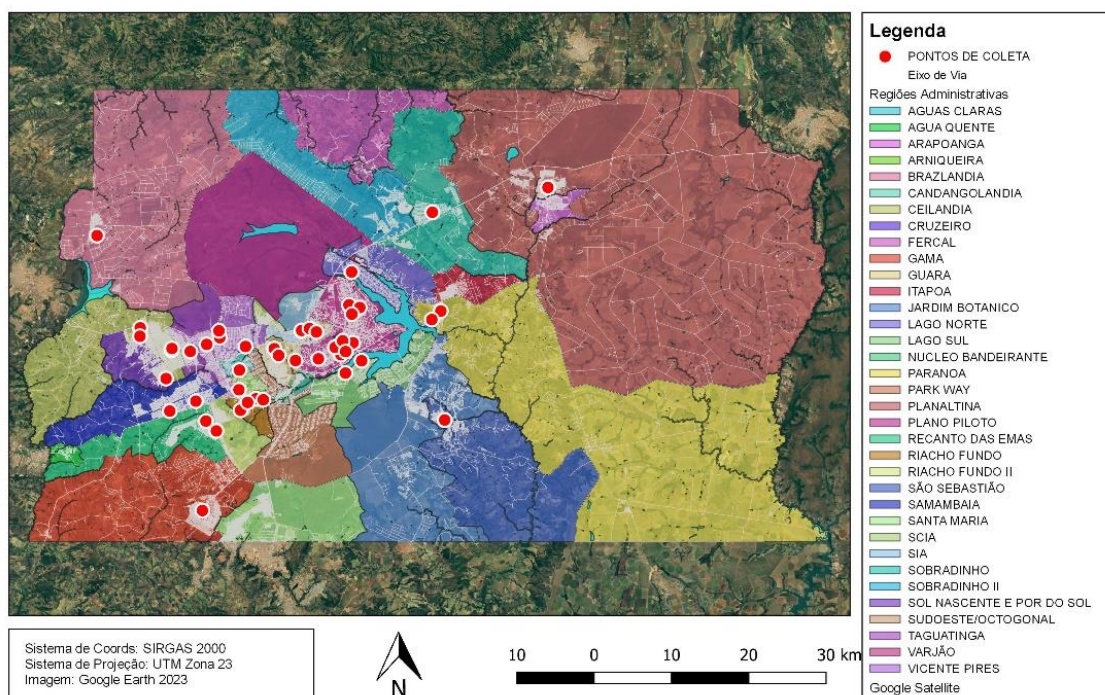 Legenda
PONTOS DE COLETA
Eixo de Via
Regiões Administrativas
AGUAS CLARAS
AGUA QUENTE
ARAPOANGA
ARNIQUEIRA
BRAZLANDIA
CANDANGOLANDIA
CEILANDIA
CRUZEIRO
FERCAL
GAMA
GUARA
ITAPOA
JARDIM BOTANICO
LAGO NORTE
LAGO SUL
NUCLEO BANDEIRANTE
PARANOA
PARK WAY
PLANALTINA
PLANO PILOTO
RECANTO DAS EMAS
RIACHO FUNDO
RIACHO FUNDO II
SÃO SEBASTIÃO
SAMAMBAIA
SANTA MARIA
SCIA
SIA
SOBRADINHO
SOBRADINHO II
SOL NASCENTE E POR DO SOL
SUDOESTE/OCTOGONAL
TAGUATINGA
VARJÃO
VICENTE PIRES
Google Satellite
Sistema de Coords: SIRGAS 2000
Sistema de Projeção: UTM Zona 23
Imagem: Google Earth 2023
N
10 0 10 20 30 km